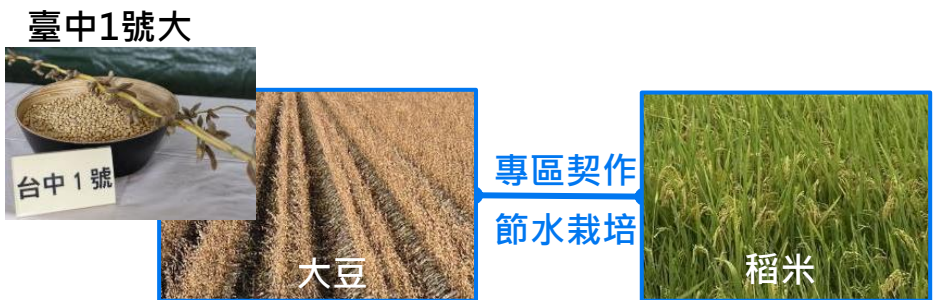 臺中1號大
台中1號
專區契作
節水栽培
大豆
稻米